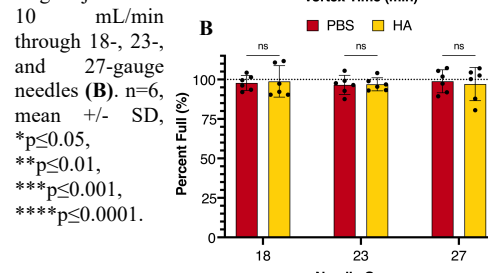 10 mL/min
through 18-, 23-,
and 27-gauge
needles (B). n=6,
mean +/- SD,
*p≤0.05,
**p≤0.01,
***p≤0.001,
****p≤0.0001.
B
PBS HA
ns ns ns
Percent Full (%)
100
75
50
25
0
18 23 27